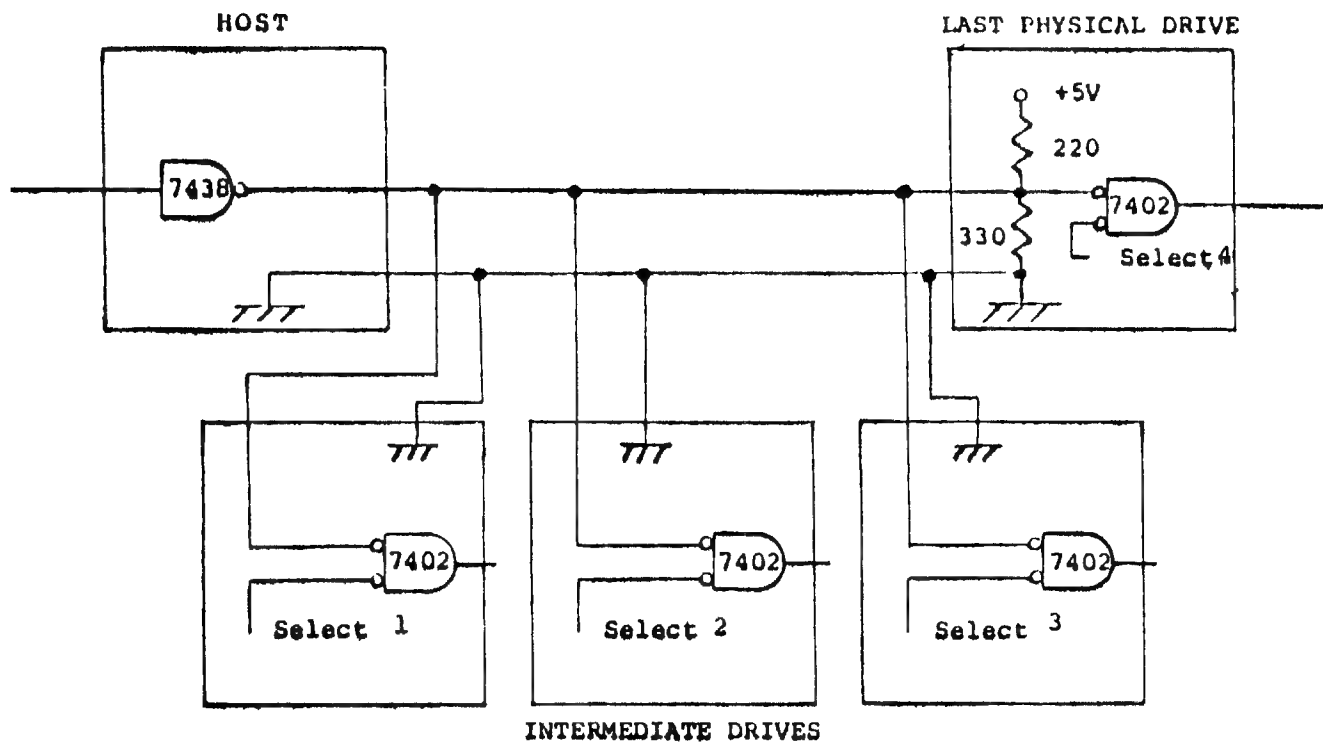 HOST
LAST PHYSICAL DRIVE
+5V
220
7438
7402
330
Select 4
7402
7402
7402
Select 1
Select 2
Select 3
INTERMEDIATE DRIVES